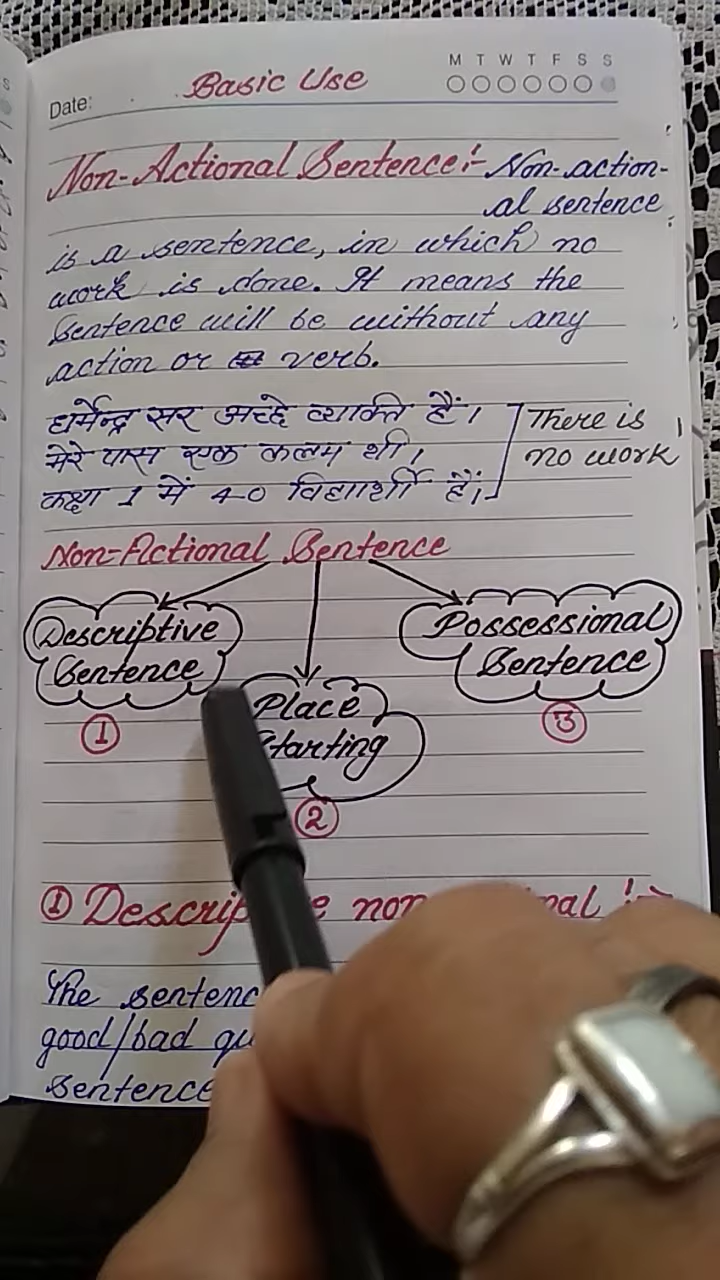 M T W T F S S
Date: Basic Use
Non-Actional Sentence:- Non-action-
al sentence
is a sentence, in which no
work is done. It means the
sentence will be without any
action or verb.
धर्मेन्द्र सर अच्छे व्यक्ति हैं। There is
मेरे पास एक कलम थी। no work
कक्षा 1 में 40 विद्यार्थी हैं।
Non-Actional Sentence
Descriptive Possessional
Sentence Sentence
Place
Starting
1 3
2
① Descrip non nal :-
The sentenc
good/bad qu
sentence